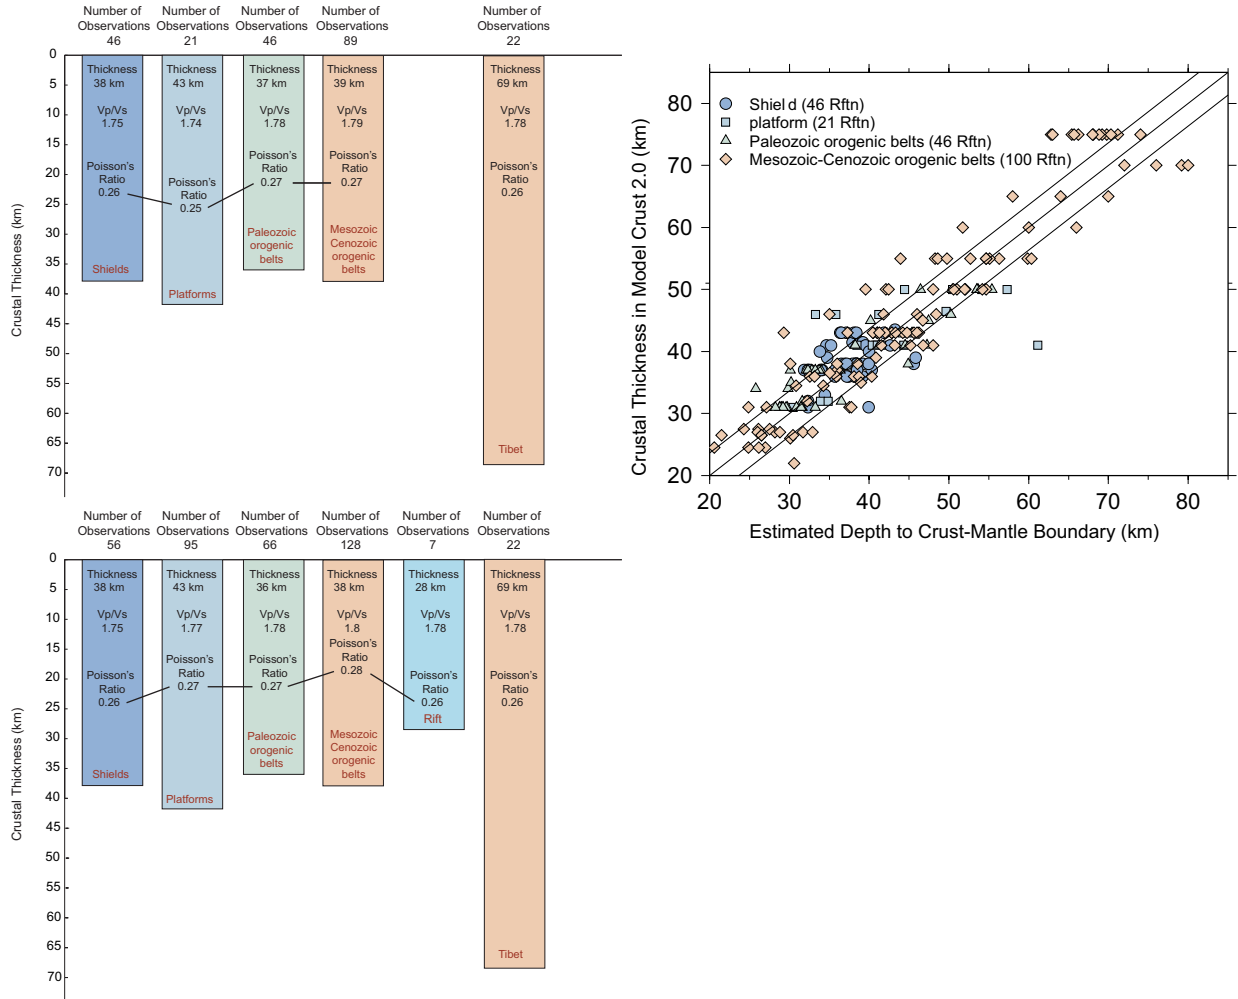 Number of
Observations
46
Number of
Observations
21
Number of
Observations
46
Number of
Observations
89
Number of
Observations
22
0
5
10
15
20
25
30
35
40
45
50
55
60
65
70
Crustal Thickness (km)
Thickness
38 km
Vp/Vs
1.75
Poisson's
Ratio
0.26
Shields
Thickness
43 km
Vp/Vs
1.74
Poisson's
Ratio
0.25
Platforms
Thickness
37 km
Vp/Vs
1.78
Poisson's
Ratio
0.27
Paleozoic
orogenic
belts
Thickness
39 km
Vp/Vs
1.79
Poisson's
Ratio
0.27
Mesozoic
Cenozoic
orogenic
belts
Thickness
69 km
Vp/Vs
1.78
Poisson's
Ratio
0.26
Tibet
Crustal Thickness in Model Crust 2.0 (km)
80
70
60
50
40
30
20
Shield (46 Rftn)
platform (21 Rftn)
Paleozoic orogenic belts (46 Rftn)
Mesozoic-Cenozoic orogenic belts (100 Rftn)
20
30
40
50
60
70
80
Estimated Depth to Crust-Mantle Boundary (km)
Number of
Observations
56
Number of
Observations
95
Number of
Observations
66
Number of
Observations
128
Number of
Observations
7
Number of
Observations
22
0
5
10
15
20
25
30
35
40
45
50
55
60
65
70
Crustal Thickness (km)
Thickness
38 km
Vp/Vs
1.75
Poisson's
Ratio
0.26
Shields
Thickness
43 km
Vp/Vs
1.77
Poisson's
Ratio
0.27
Platforms
Thickness
36 km
Vp/Vs
1.78
Poisson's
Ratio
0.27
Paleozoic
orogenic
belts
Thickness
38 km
Vp/Vs
1.8
Poisson's
Ratio
0.28
Mesozoic
Cenozoic
orogenic
belts
Thickness
28 km
Vp/Vs
1.78
Poisson's
Ratio
0.26
Rift
Thickness
69 km
Vp/Vs
1.78
Poisson's
Ratio
0.26
Tibet